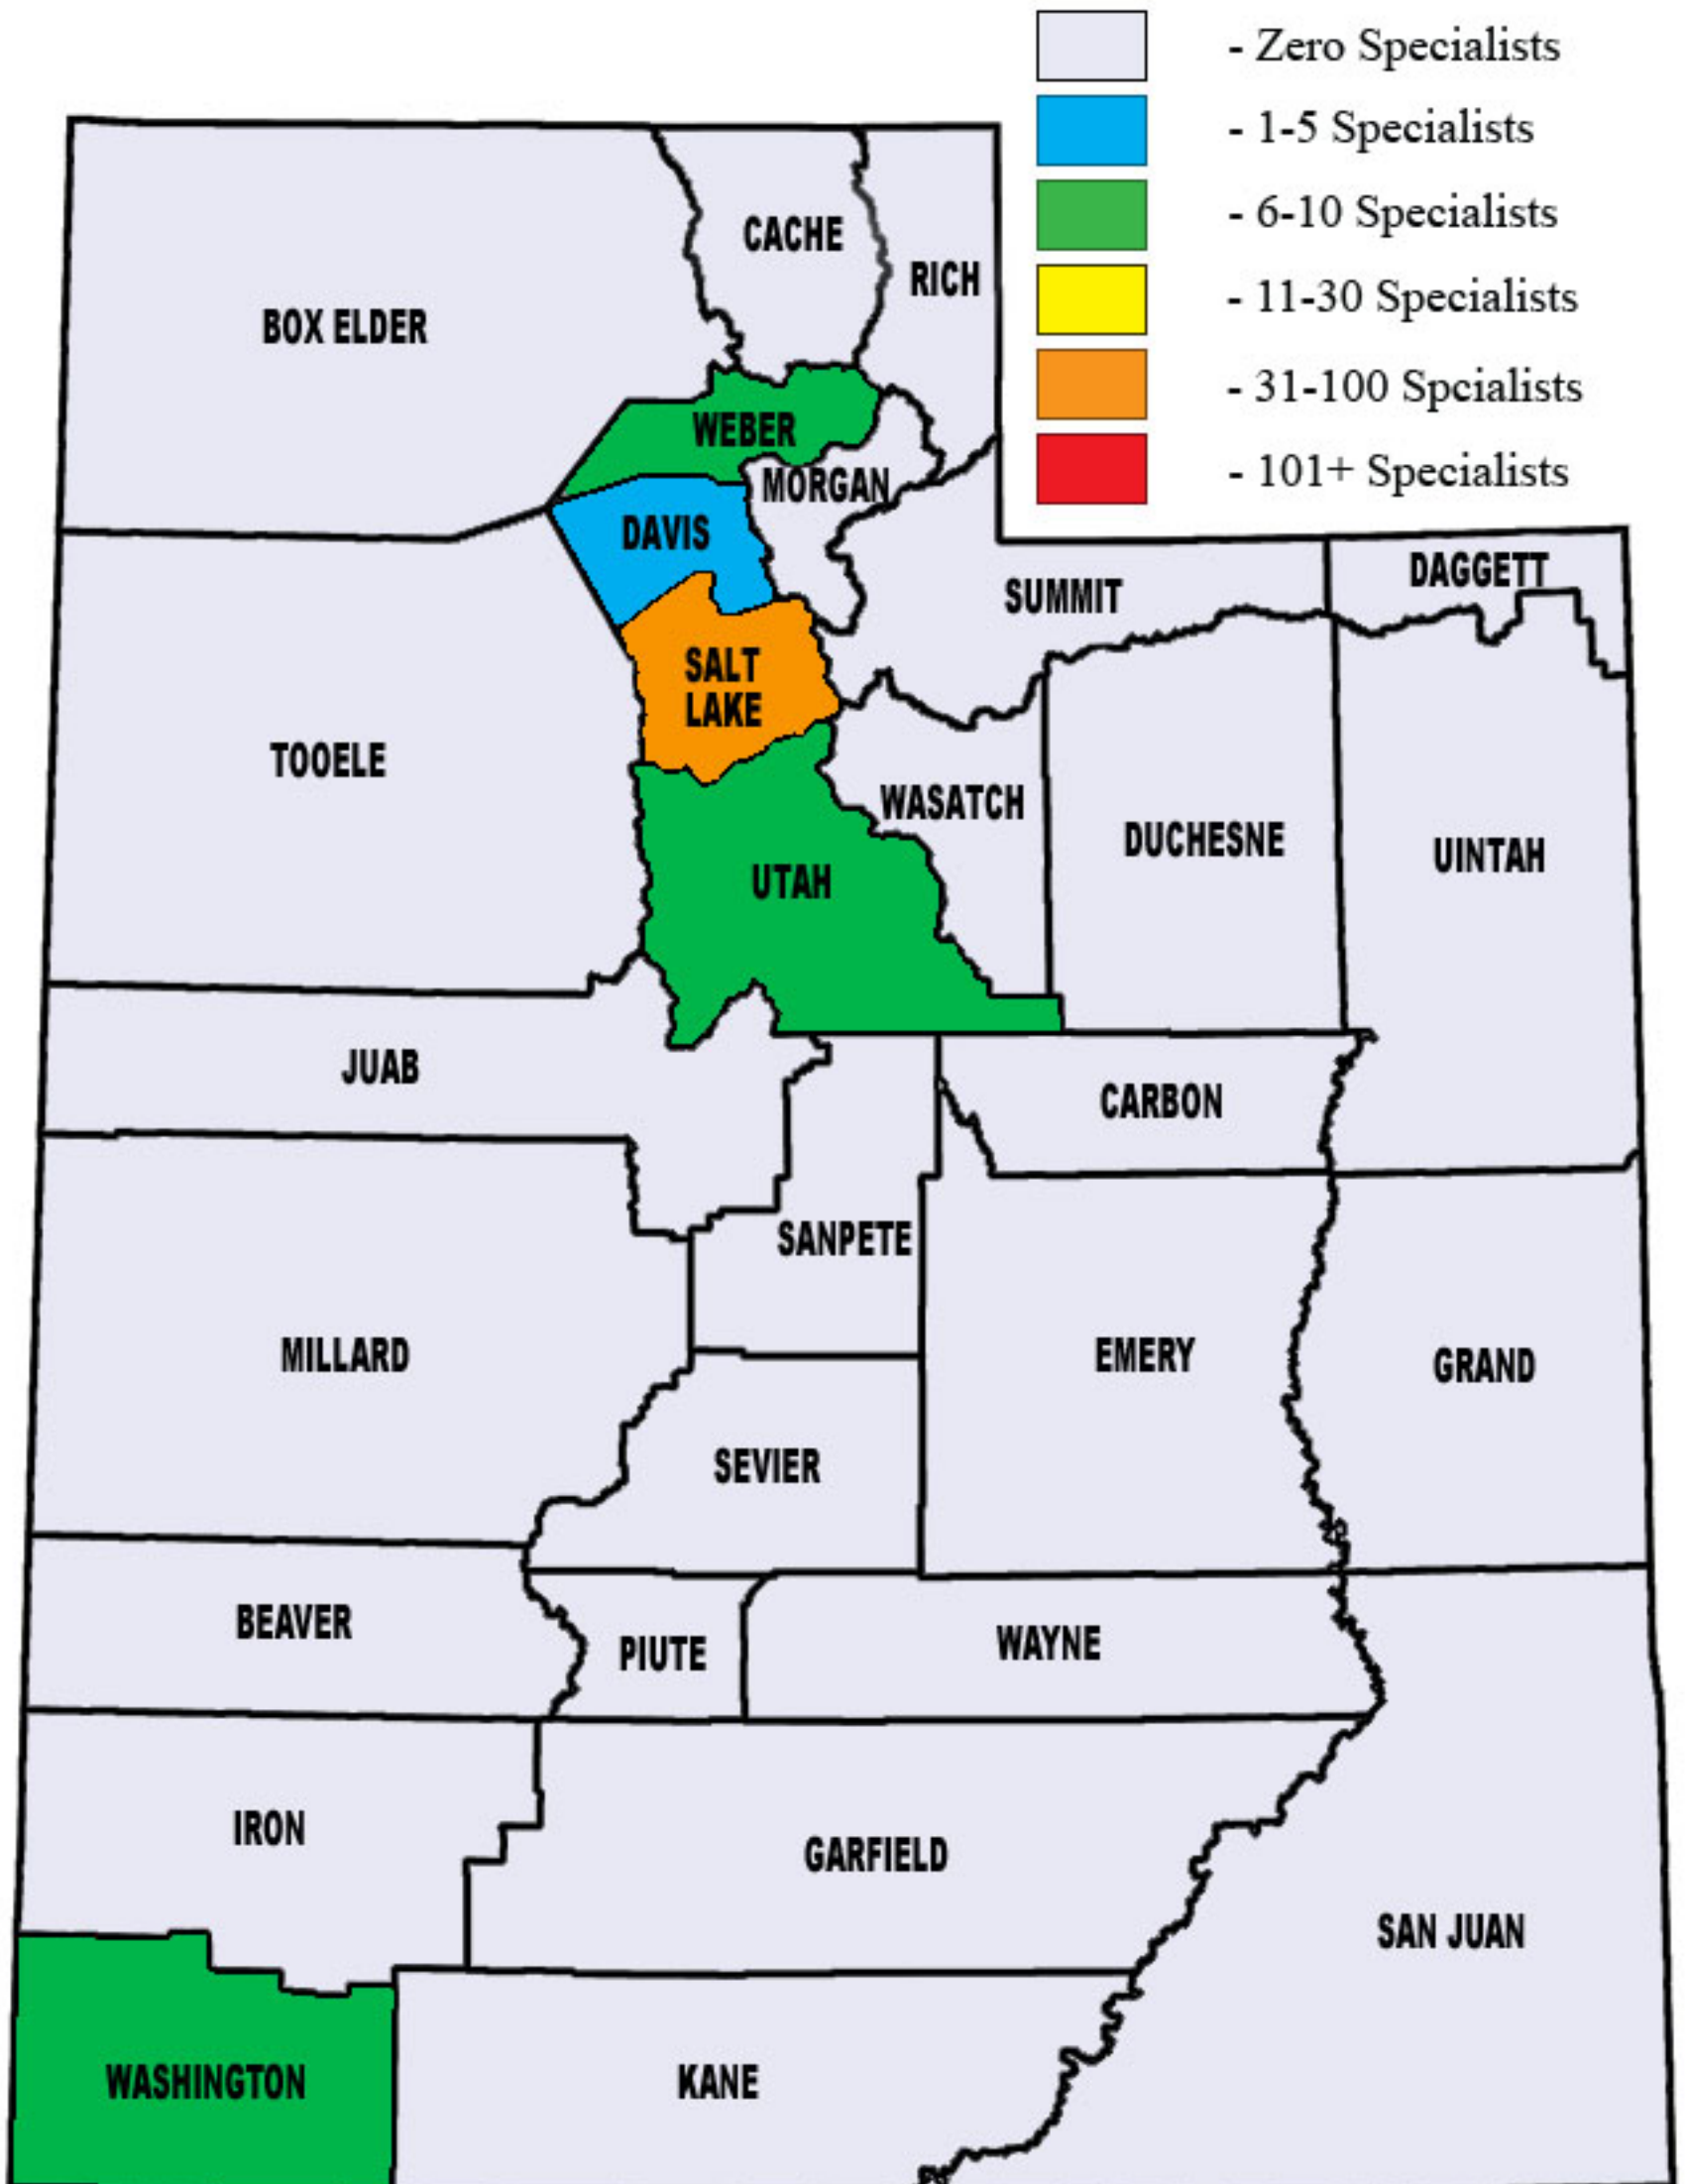 - Zero Specialists
- 1-5 Specialists
- 6-10 Specialists
- 11-30 Specialists
- 31-100 Spcialists
- 101+ Specialists
CACHE
RICH
BOX ELDER
WEBER
MORGAN
DAVIS
DAGGETT
SUMMIT
SALT
LAKE
TOOELE
WASATCH
DUCHESNE
UINTAH
UTAH
JUAB
CARBON
SANPETE
MILLARD
EMERY
GRAND
SEVIER
BEAVER
PIUTE
WAYNE
IRON
GARFIELD
SAN JUAN
WASHINGTON
KANE